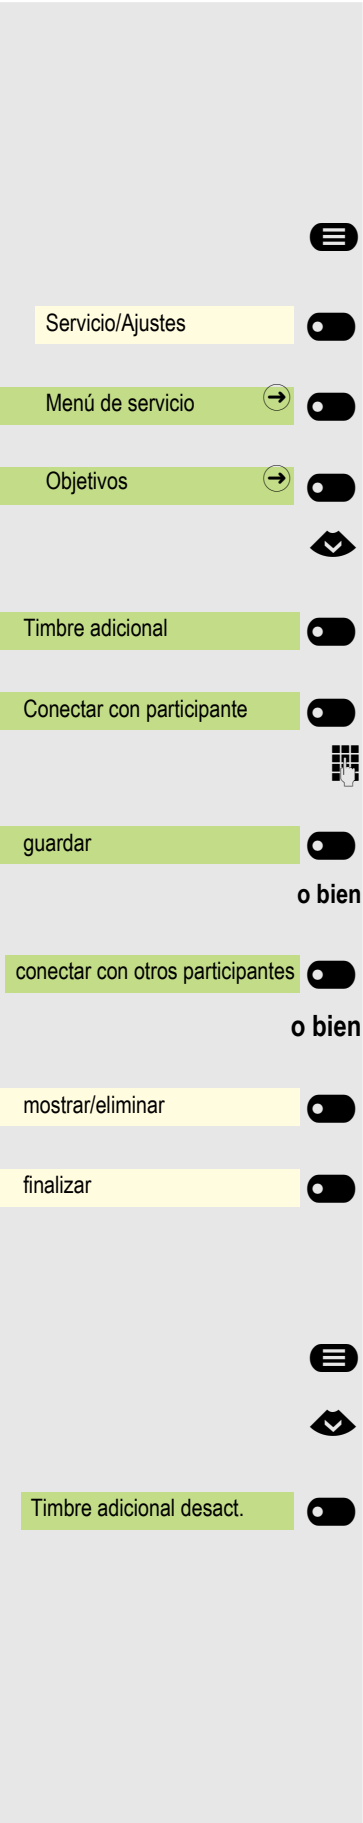 Servicio/Ajustes
Menú de servicio
Objetivos
Timbre adicional
Conectar con participante
guardar
o bien
conectar con otros participantes
o bien
mostrar/eliminar
finalizar
Timbre adicional desact.